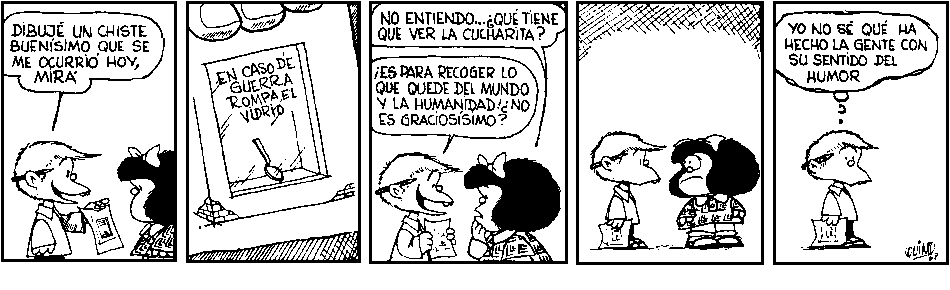 DIBUJÉ UN CHISTE
BUENÍSIMO QUE SE
ME OCURRIÓ HOY,
MIRÁ
EN CASO DE
GUERRA
ROMPA EL
VIDRIO
NO ENTIENDO...¿QUÉ TIENE
QUE VER LA CUCHARITA?
¡ES PARA RECOGER LO
QUE QUEDE DEL MUNDO
Y LA HUMANIDAD! ¿NO
ES GRACIOSÍSIMO?
YO NO SÉ QUÉ HA
HECHO LA GENTE CON
SU SENTIDO DEL
HUMOR
QUINO